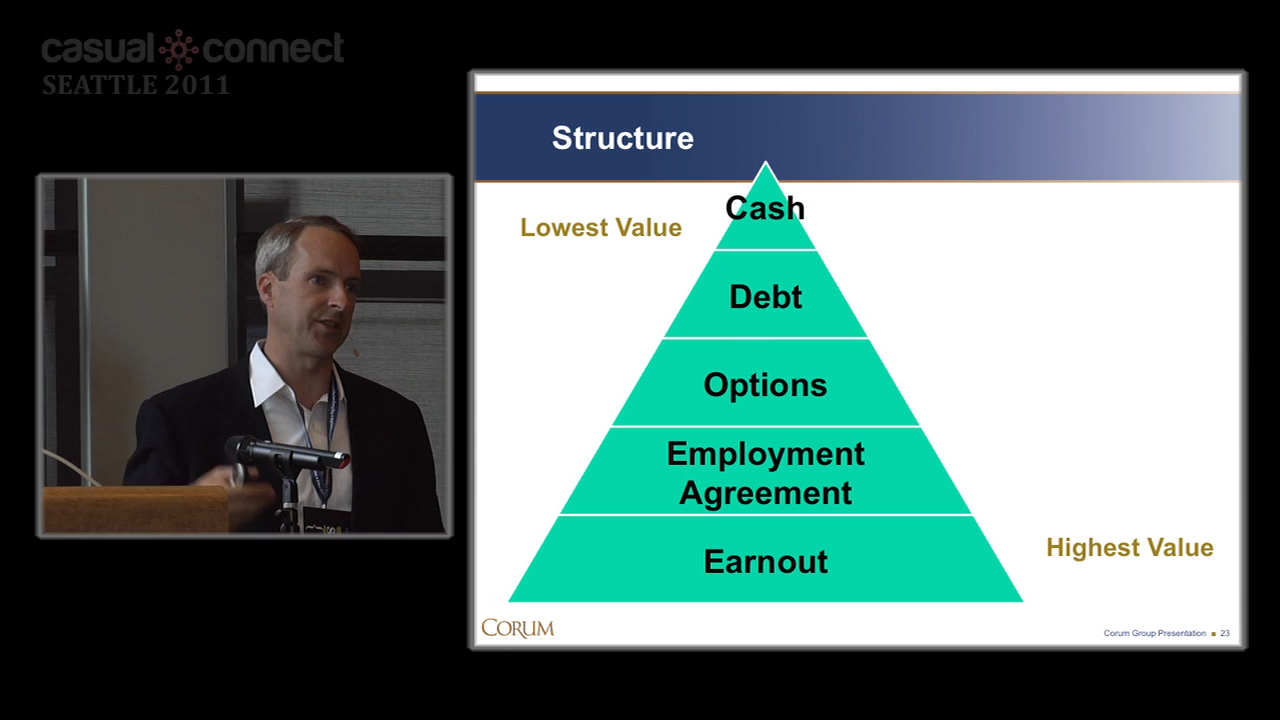 casual connect
SEATTLE 2011
Structure
Cash
Lowest Value
Debt
Options
Employment
Agreement
Earnout
Highest Value
CORUM
Corum Group Presentation ■ 23